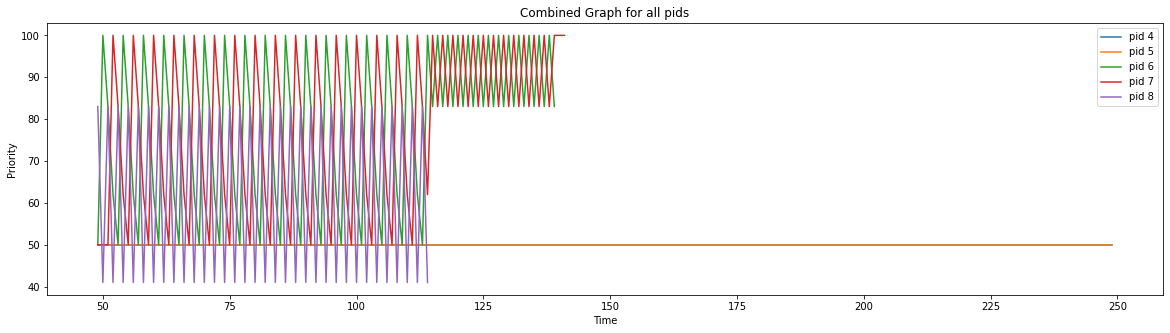 Combined Graph for all pids
100
90
80
70
60
50
40
Priority
pid 4
pid 5
pid 6
pid 7
pid 8
50 75 100 125 150 175 200 225 250
Time